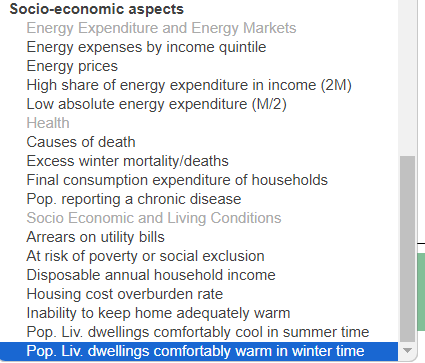 Socio-economic aspects
Energy Expenditure and Energy Markets
Energy expenses by income quintile
Energy prices
High share of energy expenditure in income (2M)
Low absolute energy expenditure (M/2)
Health
Causes of death
Excess winter mortality/deaths
Final consumption expenditure of households
Pop. reporting a chronic disease
Socio Economic and Living Conditions
Arrears on utility bills
At risk of poverty or social exclusion
Disposable annual household income
Housing cost overburden rate
Inability to keep home adequately warm
Pop. Liv. dwellings comfortably cool in summer time
Pop. Liv. dwellings comfortably warm in winter time